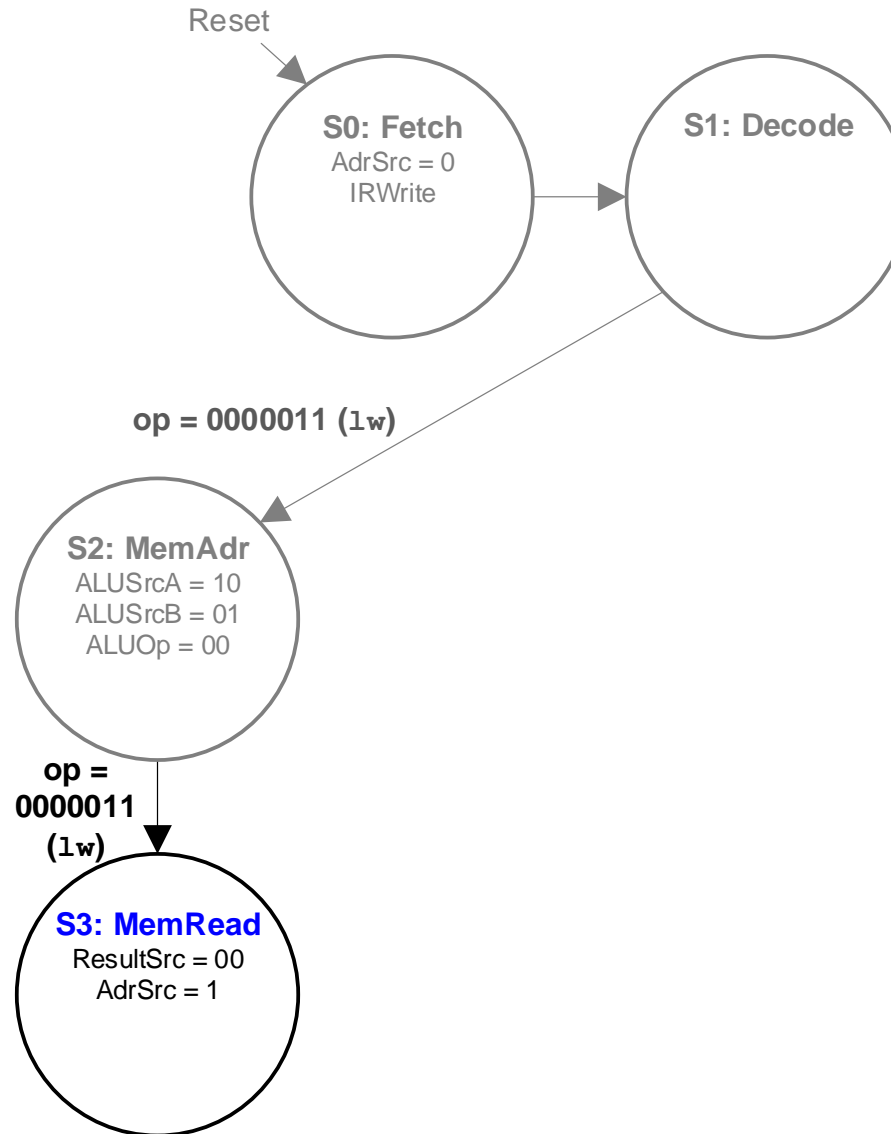 Reset
S0: Fetch
AdrSrc = 0
IRWrite
S1: Decode
op = 0000011 (lw)
S2: MemAdr
ALUSrcA = 10
ALUSrcB = 01
ALUOp = 00
op =
0000011
(lw)
S3: MemRead
ResultSrc = 00
AdrSrc = 1